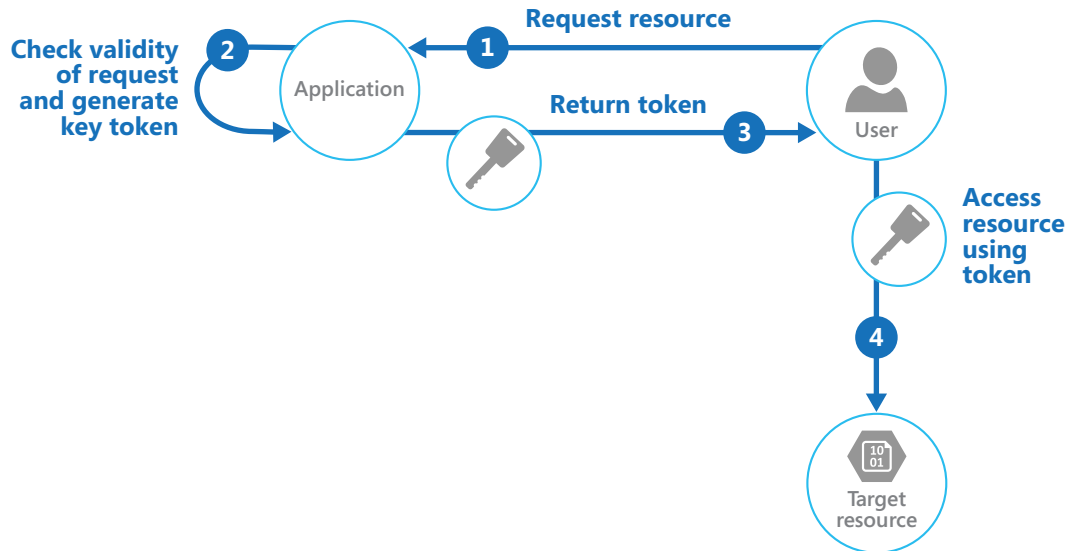 Request resource
1
Check validity
of request
and generate
key token
2
Application
Return token
3
User
Access
resource
using
token
4
10
01
Target
resource